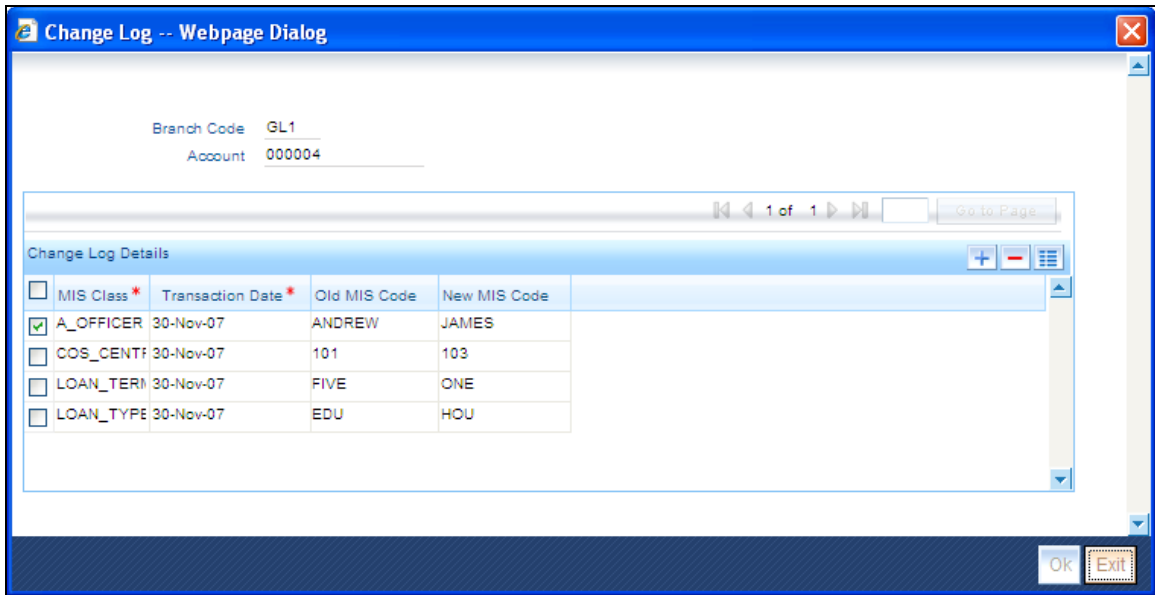 Change Log -- Webpage Dialog
Branch Code GL1
Account 000004
1 of 1 Go to Page
Change Log Details
MIS Class* Transaction Date* Old MIS Code New MIS Code
A_OFFICER 30-Nov-07 ANDREW JAMES
COS_CENTR 30-Nov-07 101 103
LOAN_TERM 30-Nov-07 FIVE ONE
LOAN_TYPE 30-Nov-07 EDU HOU
Ok Exit